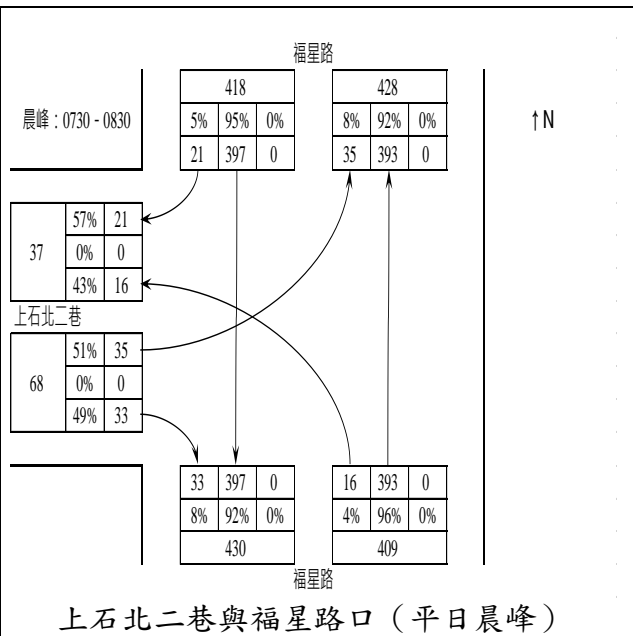 福星路
418 428
晨峰：0730 - 0830 5% 95% 0% 8% 92% 0% ↑N
21 397 0 35 393 0
57% 21
37 0% 0
43% 16
上石北二巷
51% 35
68 0% 0
49% 33
33 397 0 16 393 0
8% 92% 0% 4% 96% 0%
430 409
福星路
上石北二巷與福星路口（平日晨峰）